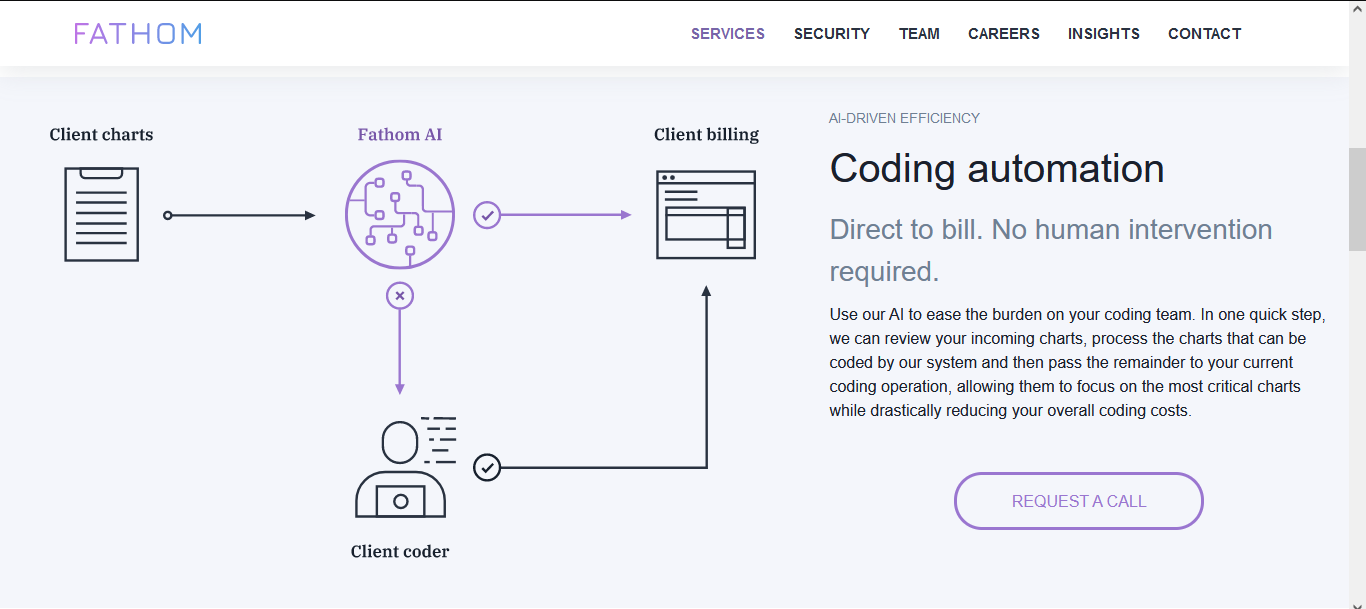 FATHOM
SERVICES SECURITY TEAM CAREERS INSIGHTS CONTACT
Client charts
Fathom AI
Client billing
Client coder
AI-DRIVEN EFFICIENCY
Coding automation
Direct to bill. No human intervention
required.
Use our AI to ease the burden on your coding team. In one quick step,
we can review your incoming charts, process the charts that can be
coded by our system and then pass the remainder to your current
coding operation, allowing them to focus on the most critical charts
while drastically reducing your overall coding costs.
REQUEST A CALL